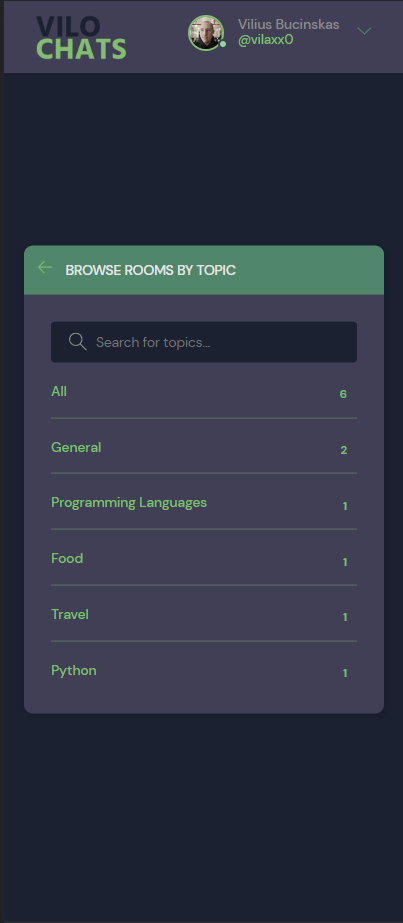 VILO
CHATS
Vilius Bucinskas
@vilaxx0
BROWSE ROOMS BY TOPIC
Search for topics...
All 6
General 2
Programming Languages 1
Food 1
Travel 1
Python 1